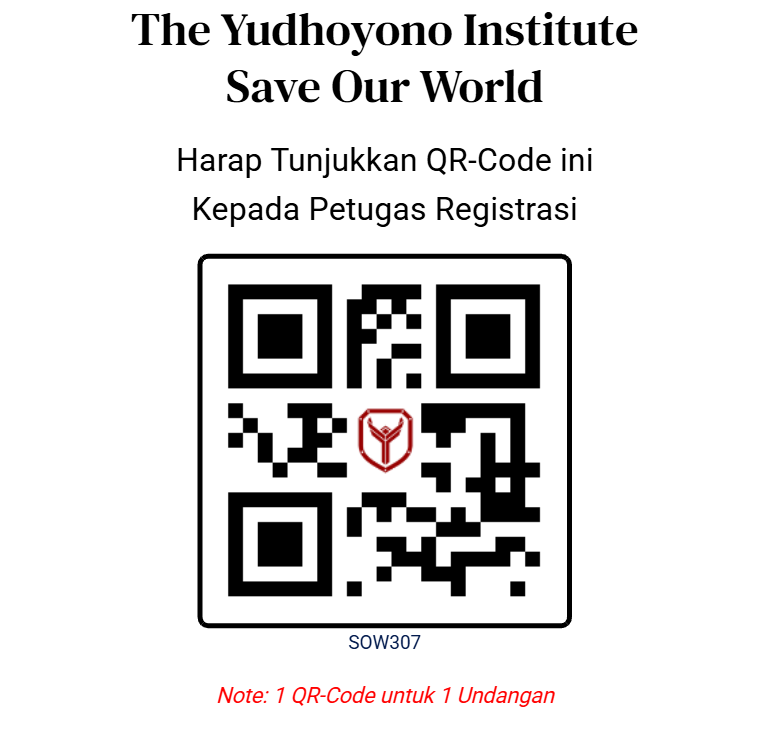 The Yudhoyono Institute
Save Our World
Harap Tunjukkan QR-Code ini
Kepada Petugas Registrasi
SOW307
Note: 1 QR-Code untuk 1 Undangan